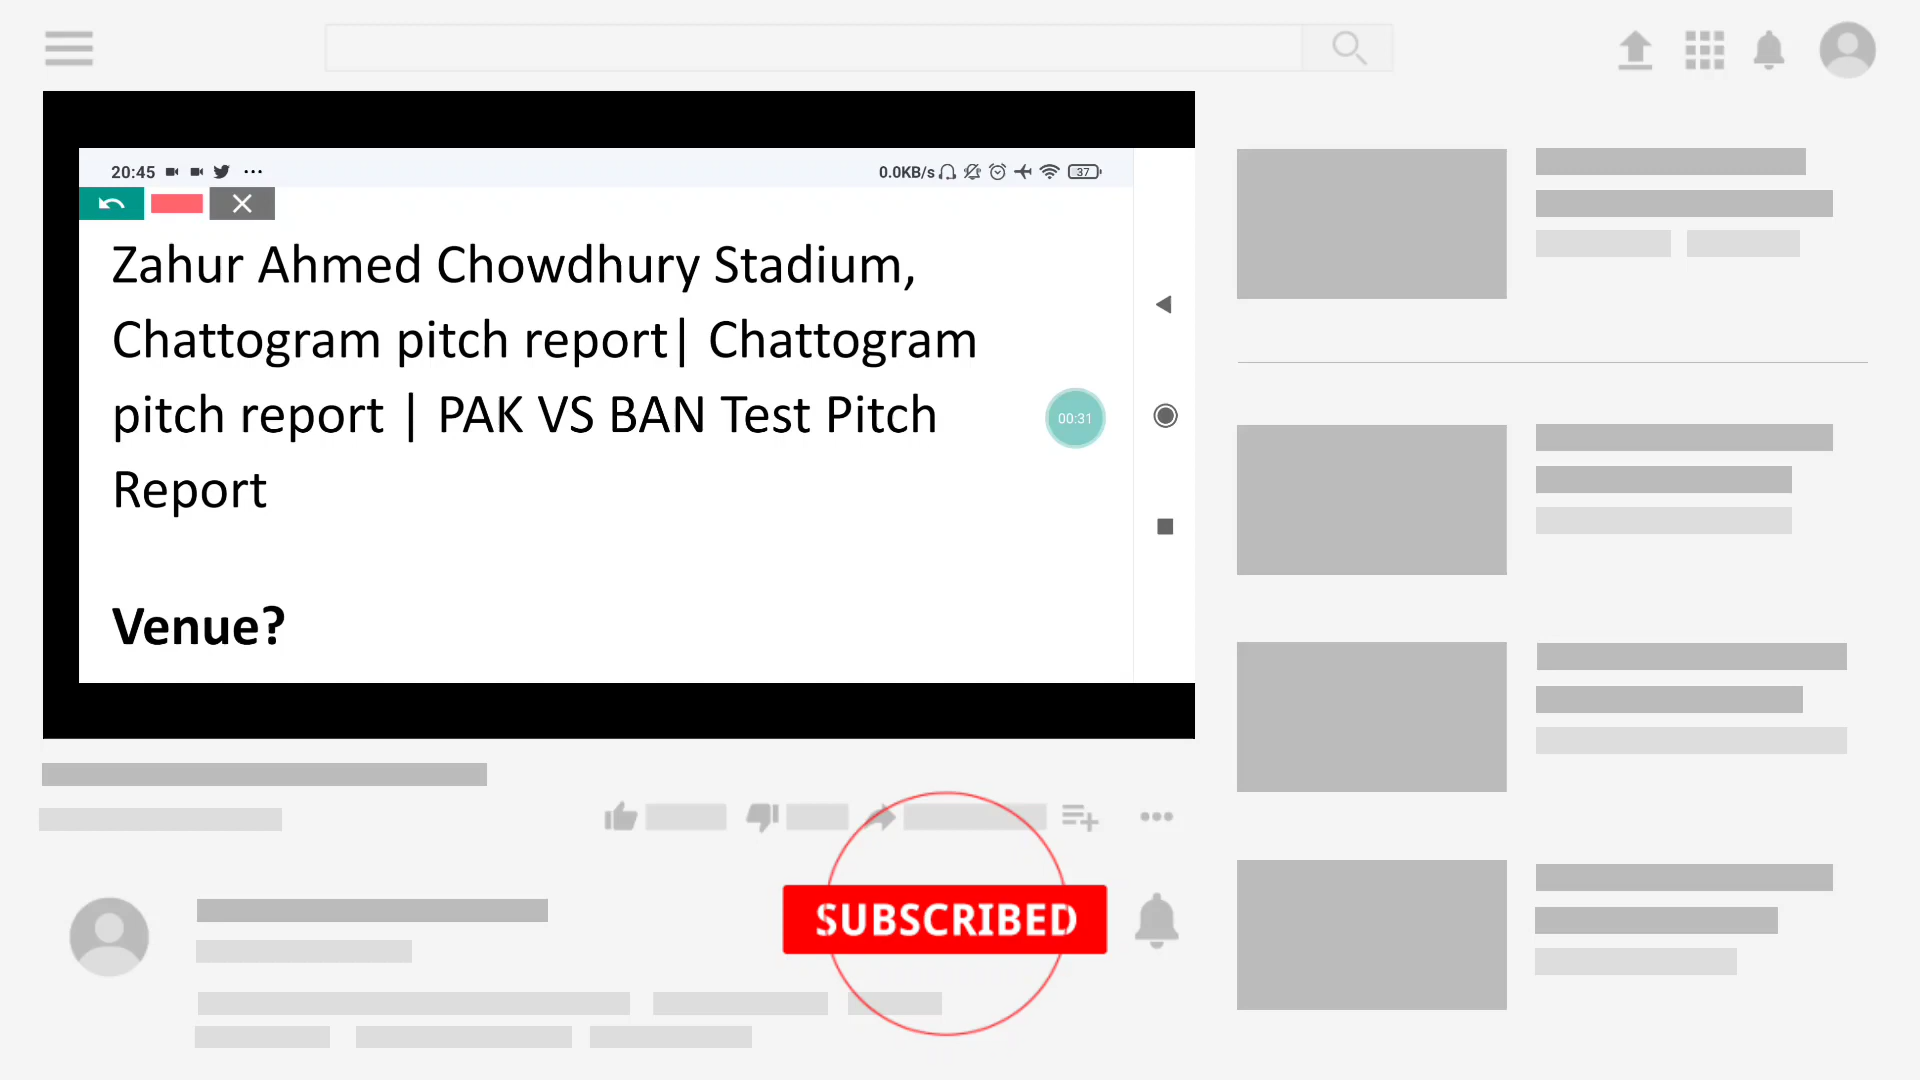 20:45 ... 0.0KB/s 37
Zahur Ahmed Chowdhury Stadium,
Chattogram pitch report| Chattogram
pitch report | PAK VS BAN Test Pitch
Report
00:31
Venue?
SUBSCRIBED